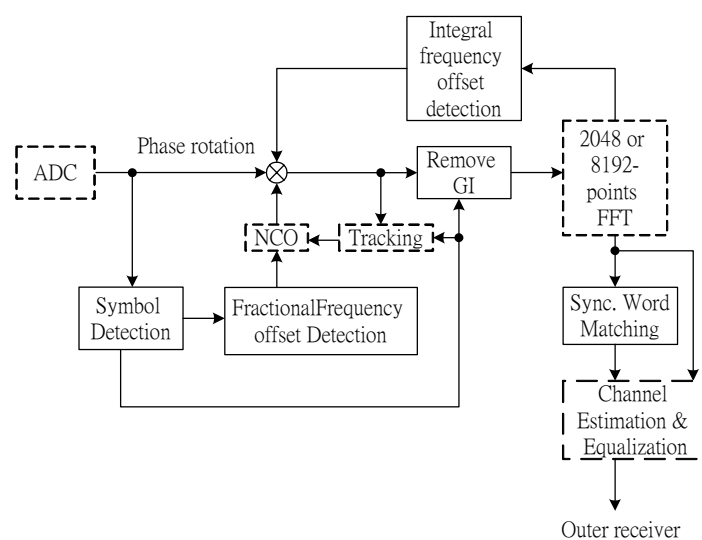 Integral
frequency
offset
detection
Phase rotation
ADC
Remove
GI
2048 or
8192-
points
FFT
NCO
Tracking
Symbol
Detection
FractionalFrequency
offset Detection
Sync. Word
Matching
Channel
Estimation &
Equalization
Outer receiver